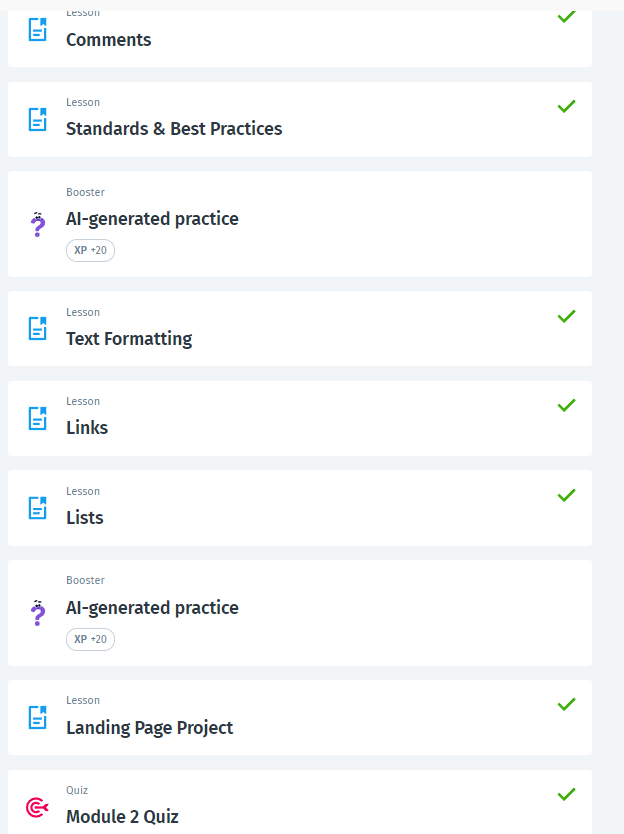 Lesson
Comments
Lesson
Standards & Best Practices
Booster
AI-generated practice
XP +20
Lesson
Text Formatting
Lesson
Links
Lesson
Lists
Booster
AI-generated practice
XP +20
Lesson
Landing Page Project
Quiz
Module 2 Quiz